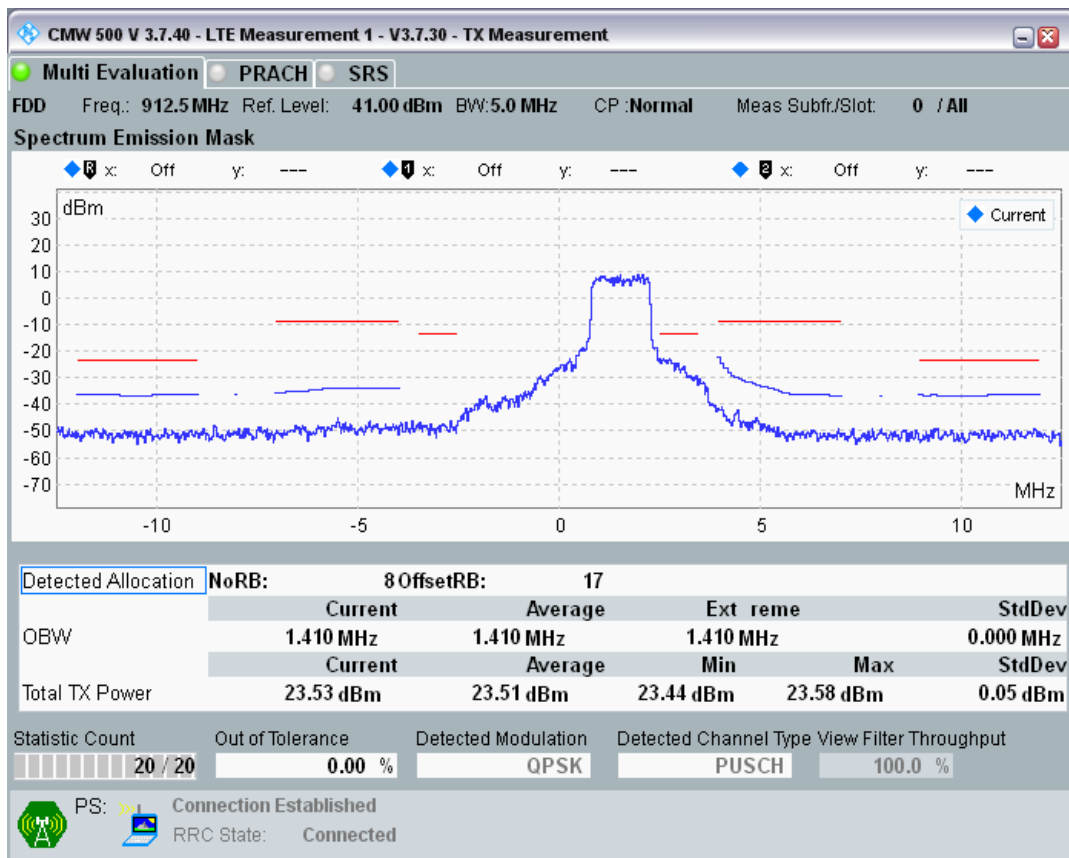 CMW 500 V 3.7.40 - LTE Measurement 1 - V3.7.30 - TX Measurement
Multi Evaluation PRACH SRS
FDD Freq.: 912.5 MHz Ref. Level: 41.00 dBm BW:5.0 MHz CP :Normal Meas Subfr./Slot: 0 / All
Spectrum Emission Mask
R x: Off y: --- 1 x: Off y: --- 2 x: Off y: ---
dBm
Current
30
20
10
0
-10
-20
-30
-40
-50
-60
-70
MHz
-10 -5 0 5 10
Detected Allocation NoRB: 8 OffsetRB: 17
Current Average Ext reme StdDev
OBW 1.410 MHz 1.410 MHz 1.410 MHz 0.000 MHz
Current Average Min Max StdDev
Total TX Power 23.53 dBm 23.51 dBm 23.44 dBm 23.58 dBm 0.05 dBm
Statistic Count Out of Tolerance Detected Modulation Detected Channel Type View Filter Throughput
20 / 20 0.00 % QPSK PUSCH 100.0 %
PS: Connection Established
RRC State: Connected